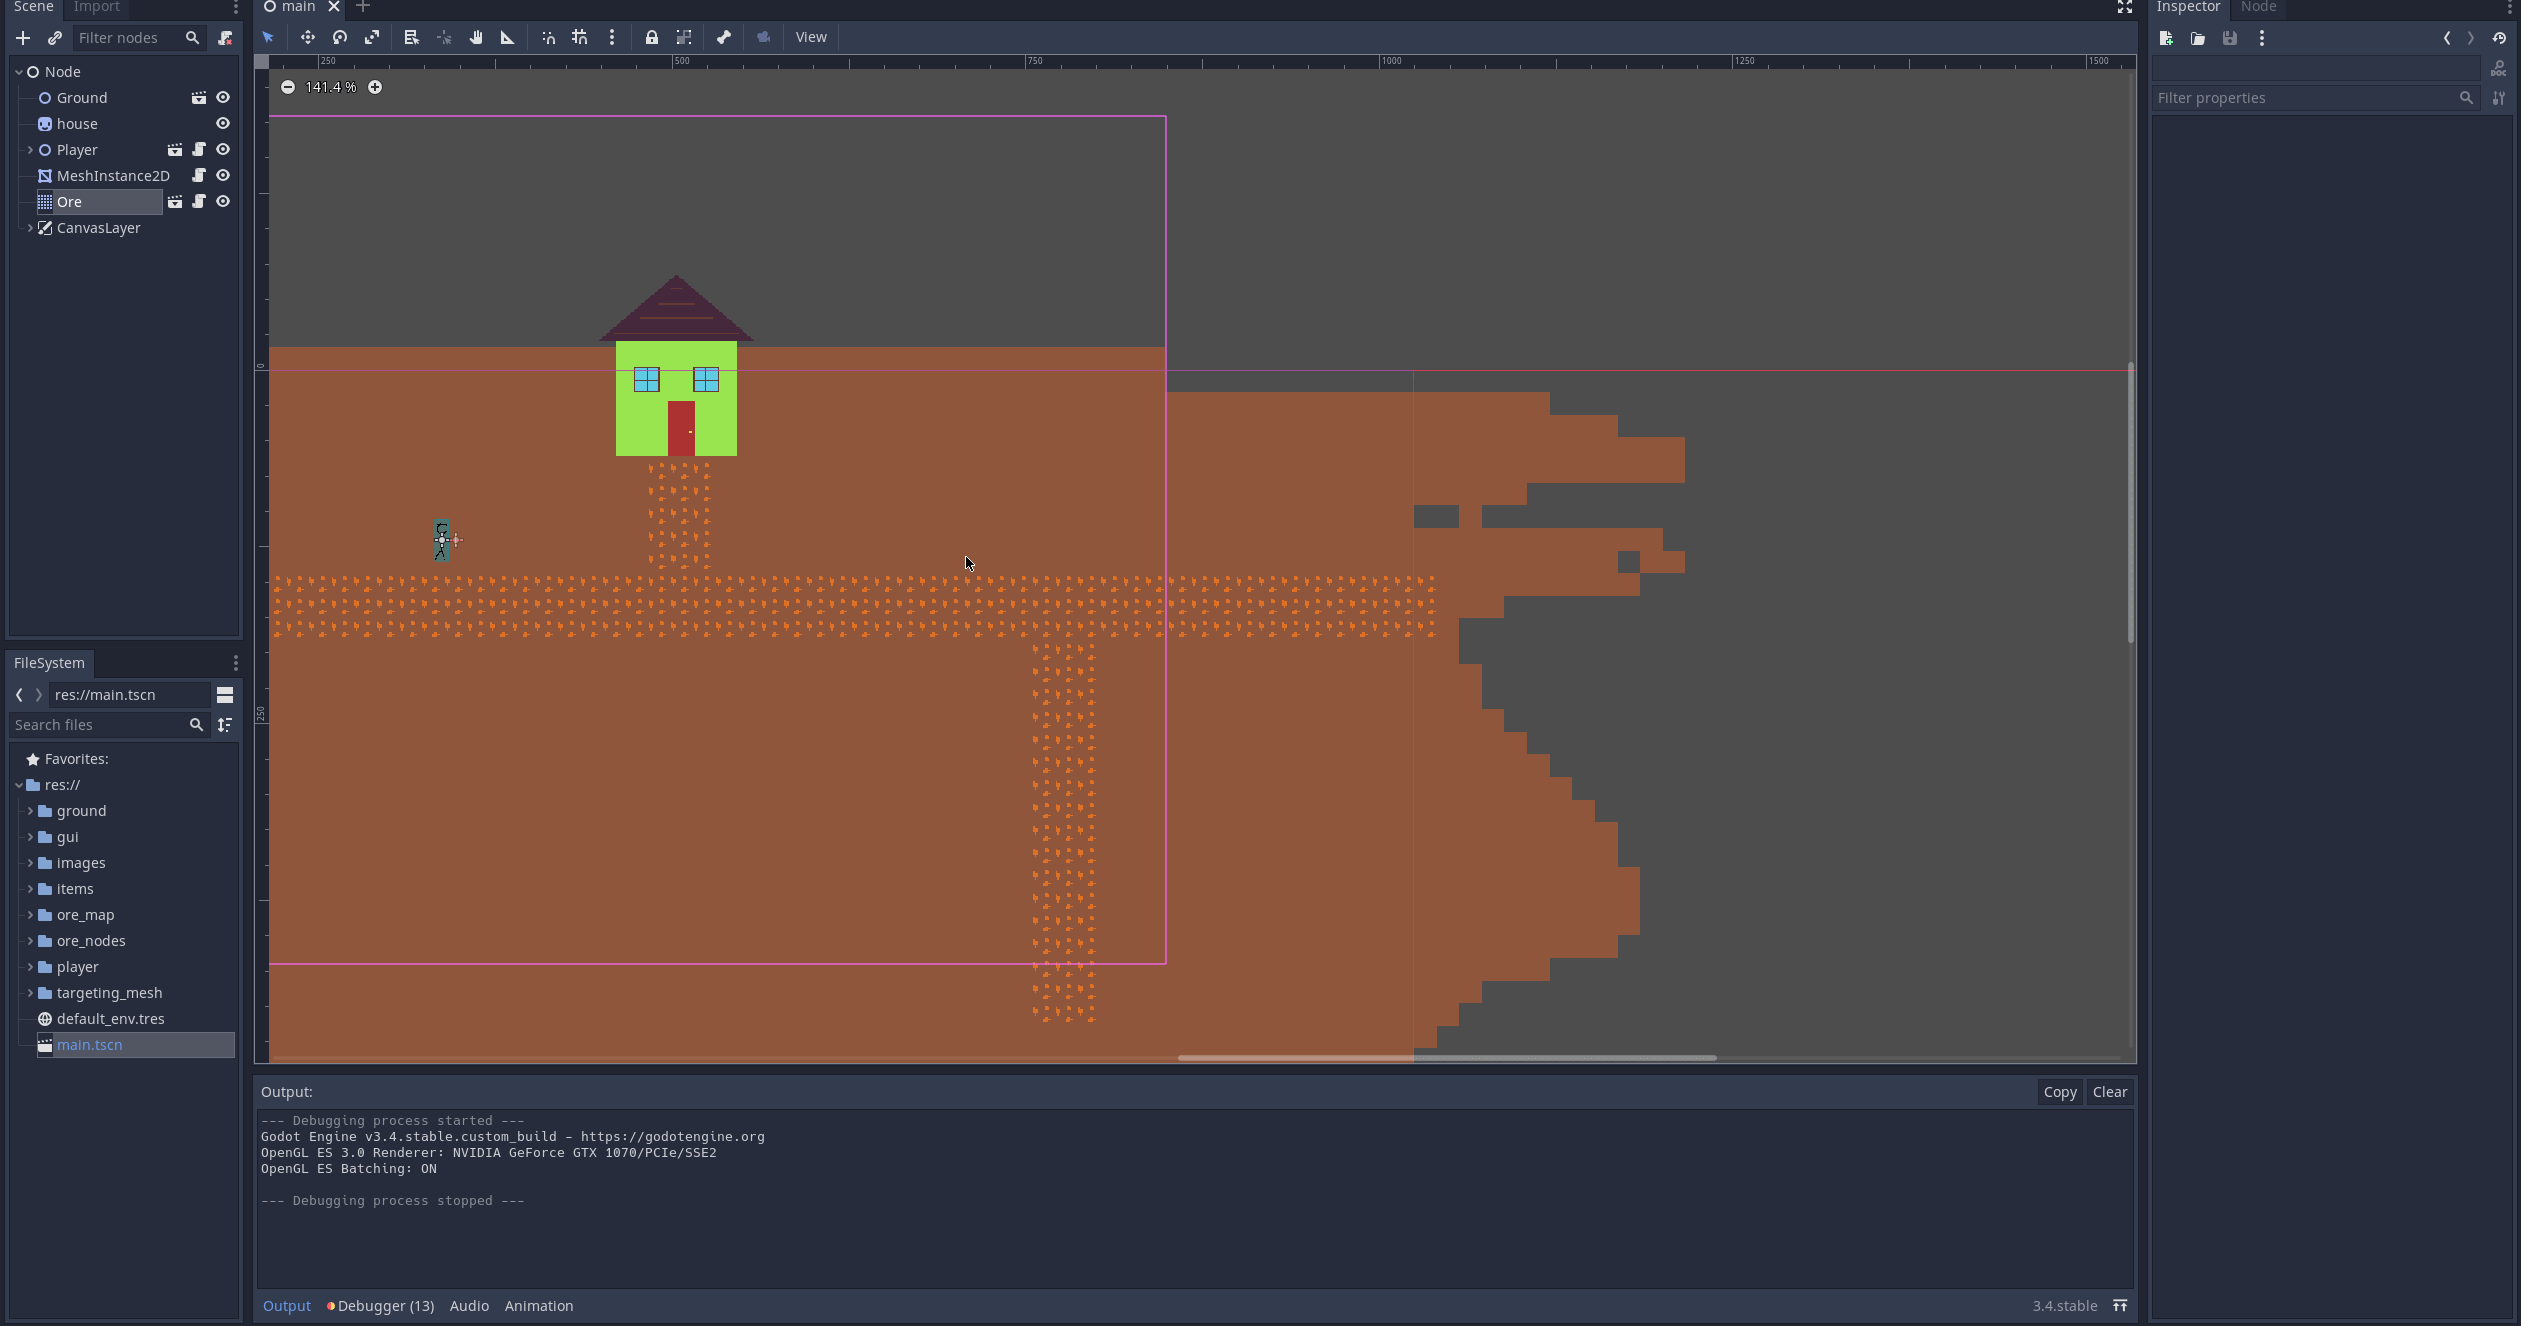 Scene
Import
main
Filter nodes
View
Inspector
Node
250
500
750
1000
1250
1500
141.4 %
Node
Ground
house
Player
MeshInstance2D
Ore
CanvasLayer
DOC
Filter properties
0
250
FileSystem
res://main.tscn
Search files
Favorites:
res://
ground
gui
images
items
ore_map
ore_nodes
player
targeting_mesh
default_env.tres
main.tscn
Output:
Copy
Clear
--- Debugging process started ---
Godot Engine v3.4.stable.custom_build - https://godotengine.org
OpenGL ES 3.0 Renderer: NVIDIA GeForce GTX 1070/PCIe/SSE2
OpenGL ES Batching: ON
--- Debugging process stopped ---
Output
Debugger (13)
Audio
Animation
3.4.stable